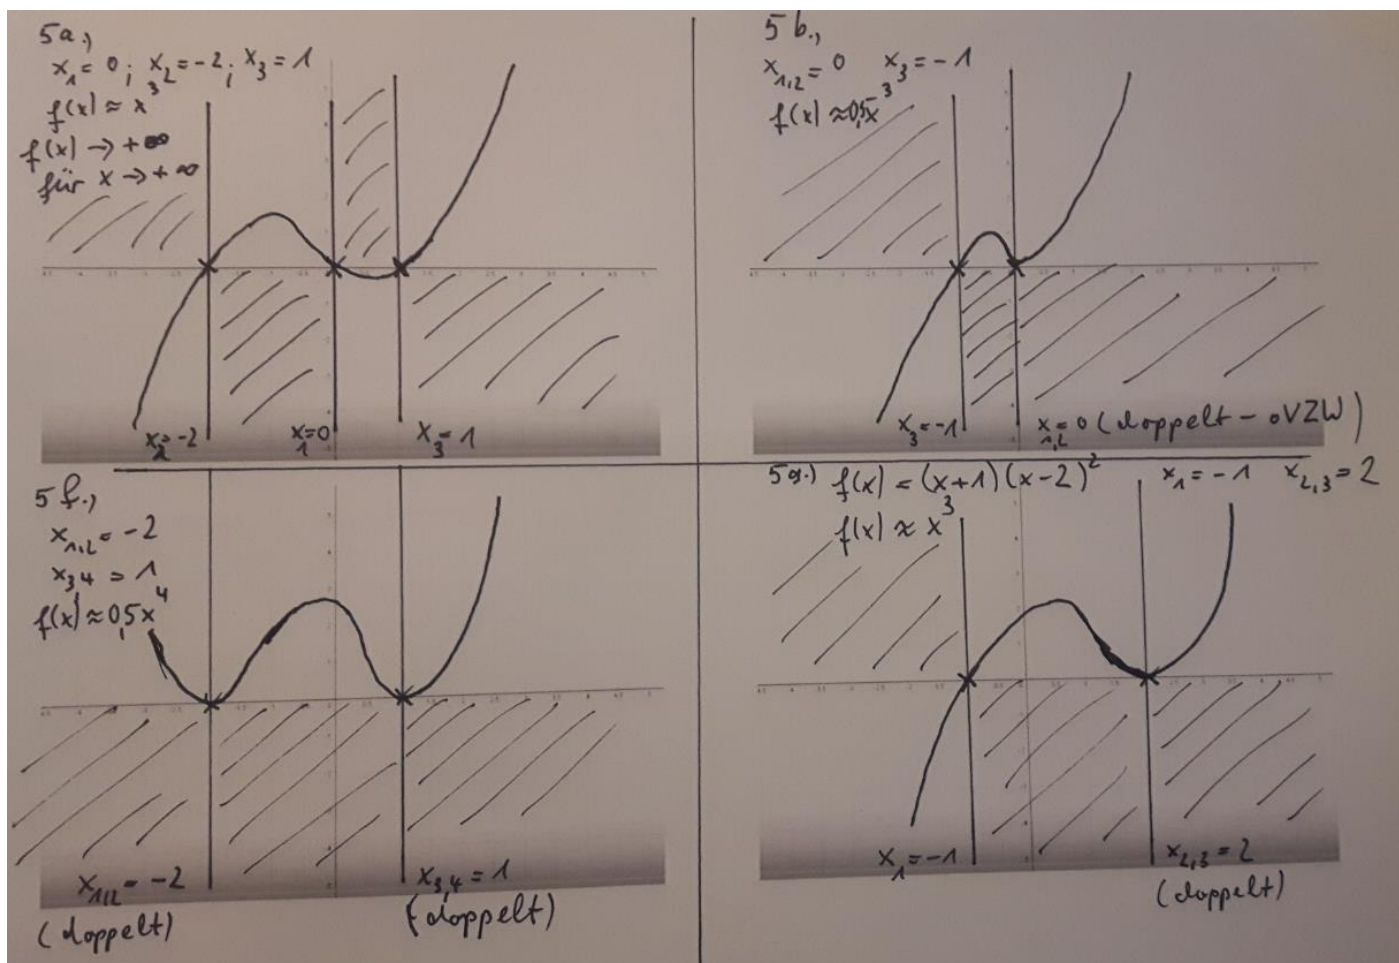 5a.,
x₁ = 0; x₂ = -2; x₃ = 1
f(x) ≈ x³
f(x) → +∞
für x → +∞
x₂ = -2
x₁ = 0
x₃ = 1
5b.,
x₁,₂ = 0 x₃ = -1
f(x) ≈ 0,5x³
x₃ = -1
x₁,₂ = 0 (doppelt - oVZW)
5f.,
x₁,₂ = -2
x₃,₄ = 1
f(x) ≈ 0,5x⁴
x₁,₂ = -2
(doppelt)
x₃,₄ = 1
(doppelt)
5g.) f(x) = (x+1)(x-2)² x₁ = -1 x₂,₃ = 2
f(x) ≈ x³
x₁ = -1
x₂,₃ = 2
(doppelt)